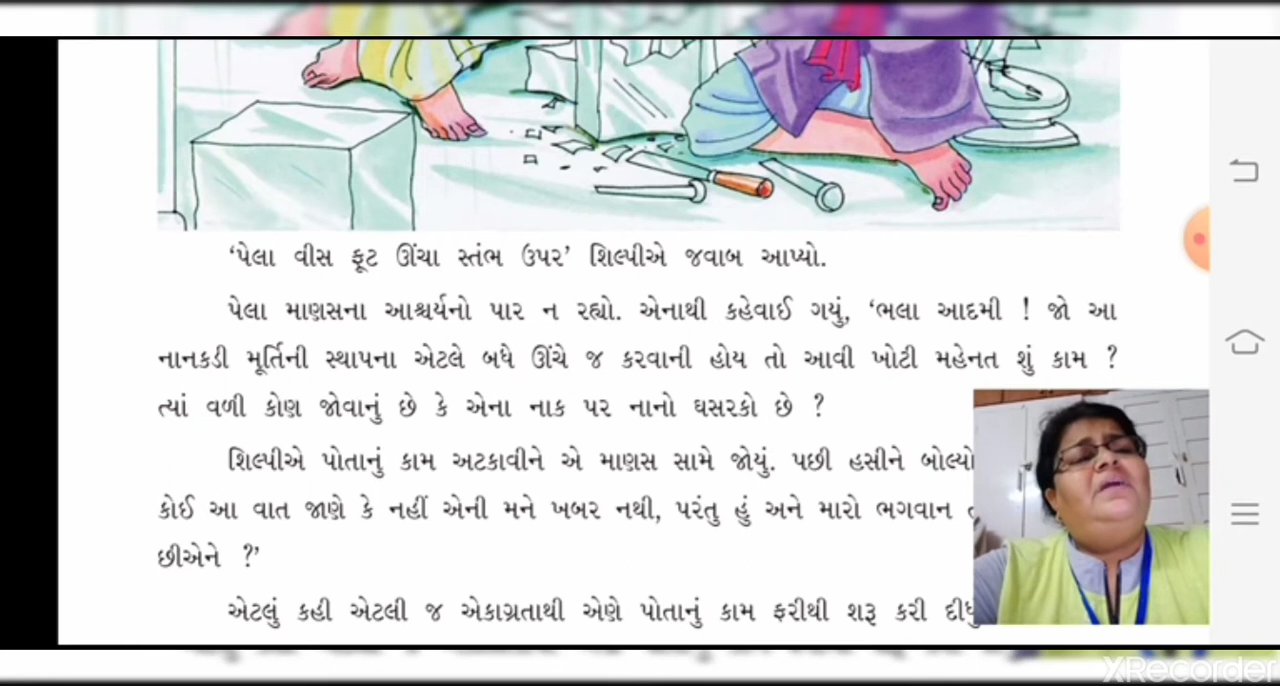 ‘પેલા વીસ ફૂટ ઊંચા સ્તંભ ઉપર’ શિલ્પીએ જવાબ આપ્યો.
પેલા માણસના આશ્ચર્યનો પાર ન રહ્યો. એનાથી કહેવાઈ ગયું, ‘ભલા આદમી ! જો આ
નાનકડી મૂર્તિની સ્થાપના એટલે બધે ઊંચે જ કરવાની હોય તો આવી ખોટી મહેનત શું કામ ?
ત્યાં વળી કોણ જોવાનું છે કે એના નાક પર નાનો ઘસરકો છે ?
શિલ્પીએ પોતાનું કામ અટકાવીને એ માણસ સામે જોયું. પછી હસીને બોલ્યો
કોઈ આ વાત જાણે કે નહીં એની મને ખબર નથી, પરંતુ હું અને મારો ભગવાન
છીએને ?’
એટલું કહી એટલી જ એકાગ્રતાથી એણે પોતાનું કામ ફરીથી શરૂ કરી
XRecorder